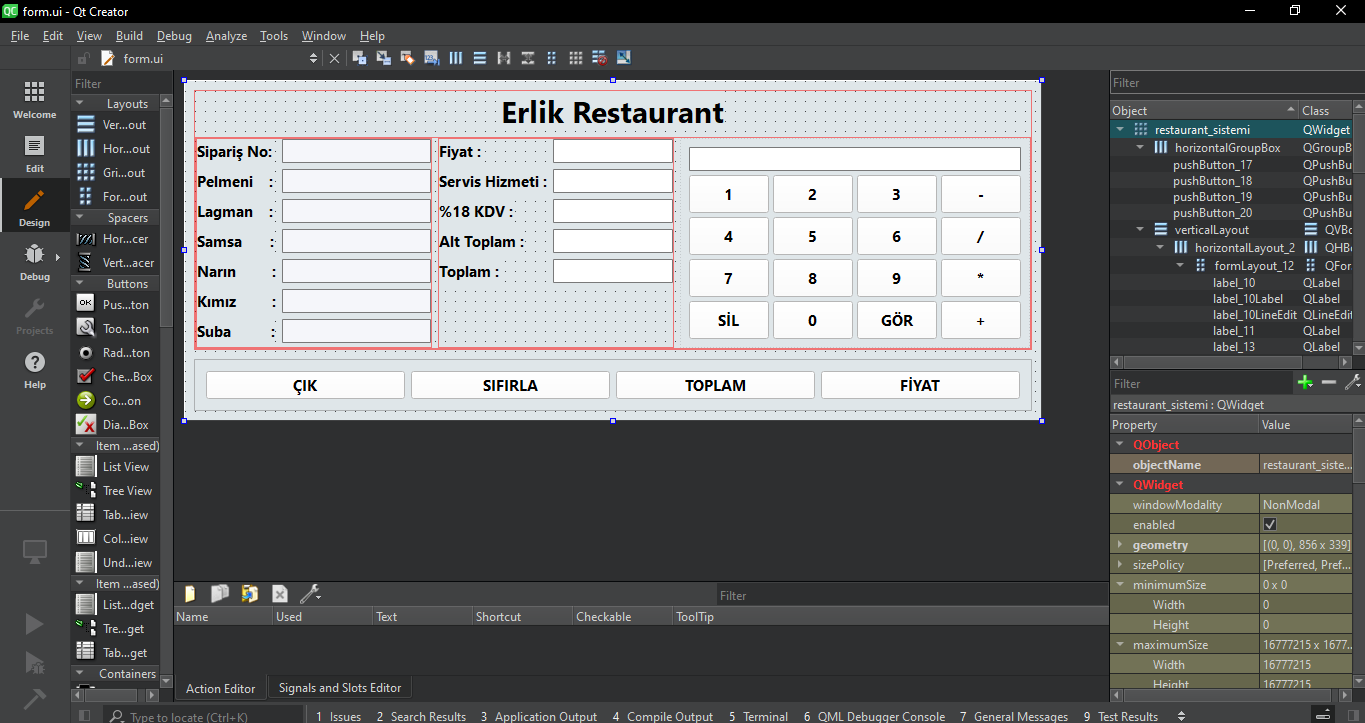 form.ui - Qt Creator
File Edit View Build Debug Analyze Tools Window Help
form.ui
Welcome
Edit
Design
Debug
Projects
Help
Filter
Layouts
Ver...out
Hor...out
Gri...out
For...out
Spacers
Hor...cer
Vert...acer
Buttons
Pus...ton
Too...ton
Rad...ton
Che...Box
Co...on
Dia...Box
Item ...ased)
List View
Tree View
Tab...iew
Col...iew
Und...iew
Item ...ased)
List...dget
Tre...get
Tab...get
Containers
Erlik Restaurant
Sipariş No:
Pelmeni :
Lagman :
Samsa :
Narın :
Kımız :
Suba :
Fiyat :
Servis Hizmeti :
%18 KDV :
Alt Toplam :
Toplam :
1 2 3 -
4 5 6 /
7 8 9 *
SİL 0 GÖR +
ÇIK SIFIRLA TOPLAM FİYAT
Filter
Name Used Text Shortcut Checkable ToolTip
Action Editor Signals and Slots Editor
Filter
Object Class
restaurant_sistemi QWidget
horizontalGroupBox QGroupB
pushButton_17 QPushBu
pushButton_18 QPushBu
pushButton_19 QPushBu
pushButton_20 QPushBu
verticalLayout QVBo
horizontalLayout_2 QHBo
formLayout_12 QFor
label_10 QLabel
label_10Label QLabel
label_10LineEdit QLineEdit
label_11 QLabel
label_13 QLabel
Filter
restaurant_sistemi : QWidget
Property Value
QObject
objectName restaurant_siste...
QWidget
windowModality NonModal
enabled
geometry [(0, 0), 856 x 339]
sizePolicy [Preferred, Pref...
minimumSize 0 x 0
Width 0
Height 0
maximumSize 16777215 x 1677...
Width 16777215
Height 16777215
Type to locate (Ctrl+K) 1 Issues 2 Search Results 3 Application Output 4 Compile Output 5 Terminal 6 QML Debugger Console 7 General Messages 9 Test Results